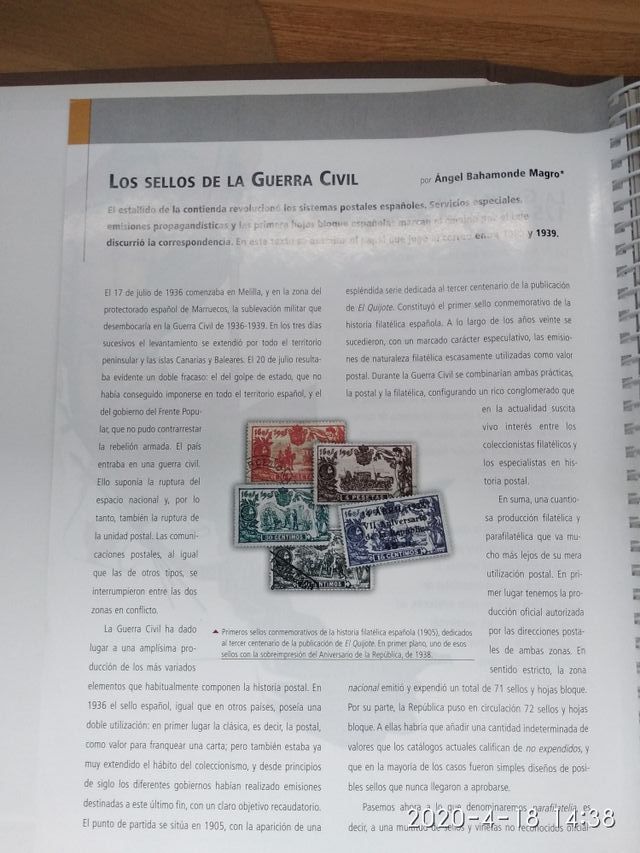 LOS SELLOS DE LA GUERRA CIVIL
por Ángel Bahamonde Magro*
El estallido de la contienda revolucionó los sistemas postales españoles. Servicios especiales,
emisiones propagandísticas y las primeras hojas bloque españolas marcan el camino por el que
discurrió la correspondencia. En este texto se el papel que jugó el correo entre y 1939.
El 17 de julio de 1936 comenzaba en Melilla, y en la zona del
protectorado español de Marruecos, la sublevación militar que
desembocaría en la Guerra Civil de 1936-1939. En los tres días
sucesivos el levantamiento se extendió por todo el territorio
peninsular y las islas Canarias y Baleares. El 20 de julio resulta-
ba evidente un doble fracaso: el del golpe de estado, que no
había conseguido imponerse en todo el territorio español, y el
del gobierno del Frente Popu-
lar, que no pudo contrarrestar
la rebelión armada. El país
entraba en una guerra civil.
Ello suponía la ruptura del
espacio nacional y, por lo
tanto, también la ruptura de
la unidad postal. Las comuni-
caciones postales, al igual
que las de otros tipos, se
interrumpieron entre las dos
zonas en conflicto.
La Guerra Civil ha dado
lugar a una amplísima pro-
ducción de los más variados
elementos que habitualmente componen la historia postal. En
1936 el sello español, igual que en otros países, poseía una
doble utilización: en primer lugar la clásica, es decir, la postal,
como valor para franquear una carta; pero también estaba ya
muy extendido el hábito del coleccionismo, y desde principios
de siglo los diferentes gobiernos habían realizado emisiones
destinadas a este último fin, con un claro objetivo recaudatorio.
El punto de partida se sitúa en 1905, con la aparición de una
espléndida serie dedicada al tercer centenario de la publicación
de El Quijote. Constituyó el primer sello conmemorativo de la
historia filatélica española. A lo largo de los años veinte se
sucedieron, con un marcado carácter especulativo, las emisio-
nes de naturaleza filatélica escasamente utilizadas como valor
postal. Durante la Guerra Civil se combinarían ambas prácticas,
la postal y la filatélica, configurando un rico conglomerado que
en la actualidad suscita
vivo interés entre los
coleccionistas filatélicos y
los especialistas en his-
toria postal.
En suma, una cuantio-
sa producción filatélica y
parafilatélica que va mu-
cho más lejos de su mera
utilización postal. En pri-
mer lugar tenemos la pro-
ducción oficial autorizada
por las direcciones posta-
les de ambas zonas. En
sentido estricto, la zona
nacional emitió y expendió un total de 71 sellos y hojas bloque.
Por su parte, la República puso en circulación 72 sellos y hojas
bloque. A ellas habría que añadir una cantidad indeterminada de
valores que los catálogos actuales califican de no expendidos, y
que en la mayoría de los casos fueron simples diseños de posi-
bles sellos que nunca llegaron a aprobarse.
Pasemos ahora a lo que denominaremos parafilatelia, es
decir, a una multitud de sellos y viñetas no reconocidos oficial
1605 1905
1605 1905
4 PESETAS
1605 1905
30 CENTIMOS
VII Aniversario
de la República
15 CENTIMOS
CENTIMOS
Primeros sellos conmemorativos de la historia filatélica española (1905), dedicados
al tercer centenario de la publicación de El Quijote. En primer plano, uno de esos
sellos con la sobreimpresión del Aniversario de la República, de 1938.
2020-4-18 14:38